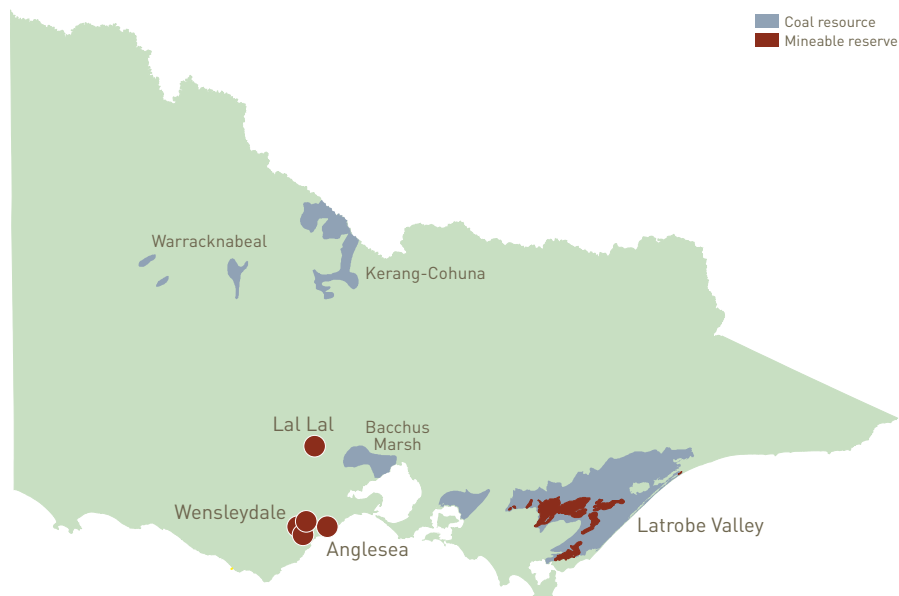 Coal resource
Mineable reserve
Warracknabeal
Kerang-Cohuna
Lal Lal
Bacchus
Marsh
Wensleydale
Latrobe Valley
Anglesea